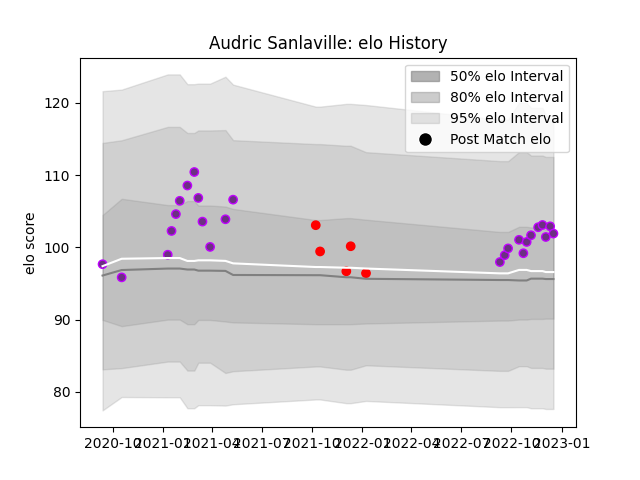 Audric Sanlaville: elo History
50% elo Interval
80% elo Interval
95% elo Interval
Post Match elo
elo score
120
110
100
90
80
2020-10 2021-01 2021-04 2021-07 2021-10 2022-01 2022-04 2022-07 2022-10 2023-01